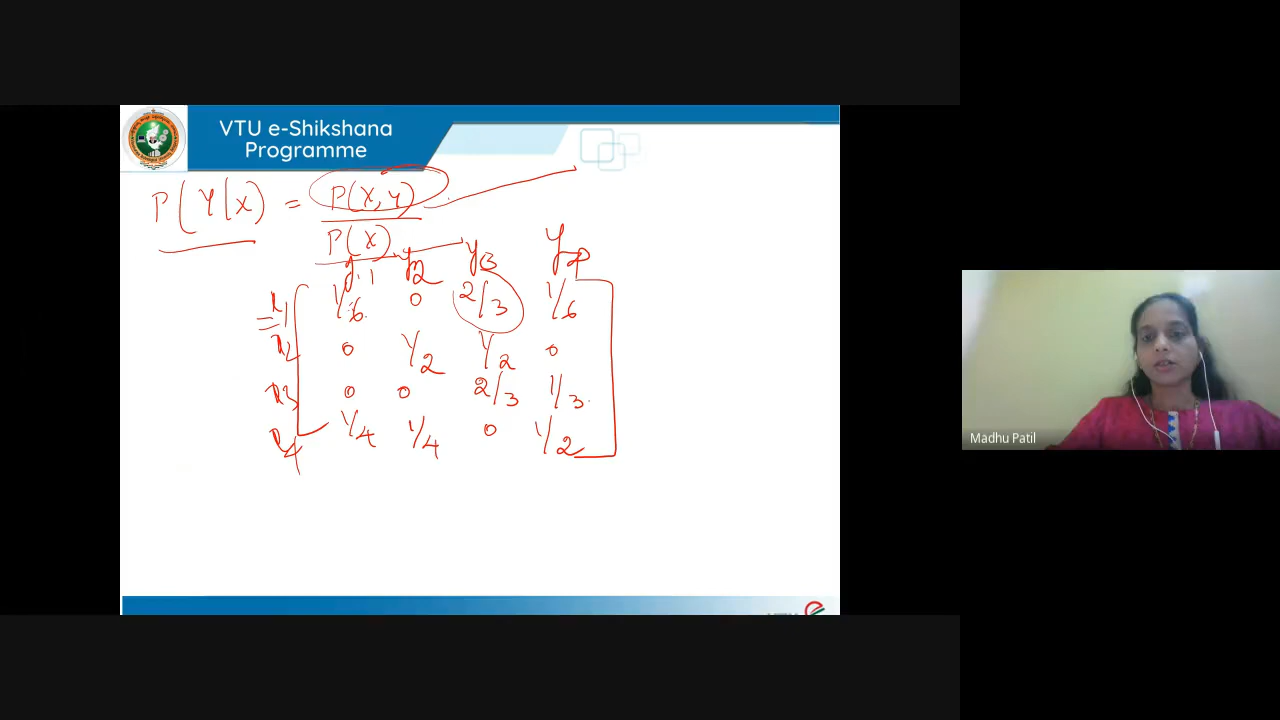 VTU e-Shikshana
Programme
P(Y|X) = P(X,Y)
P(X)
y1 y2 y3 y4
x1 1/6 0 2/3 1/6
x2 0 1/2 1/2 0
x3 0 0 2/3 1/3
x4 1/4 1/4 0 1/2
Madhu Patil